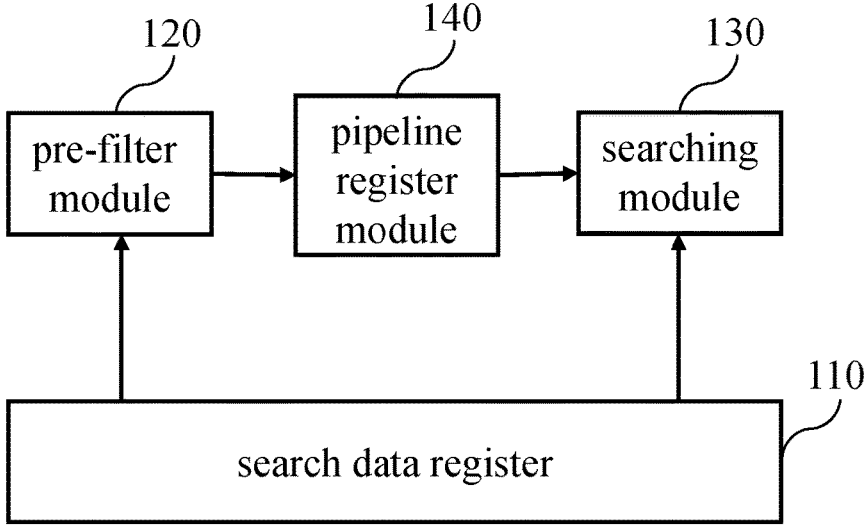 120
140
130
pre-filter
module
pipeline
register
module
searching
module
110
search data register